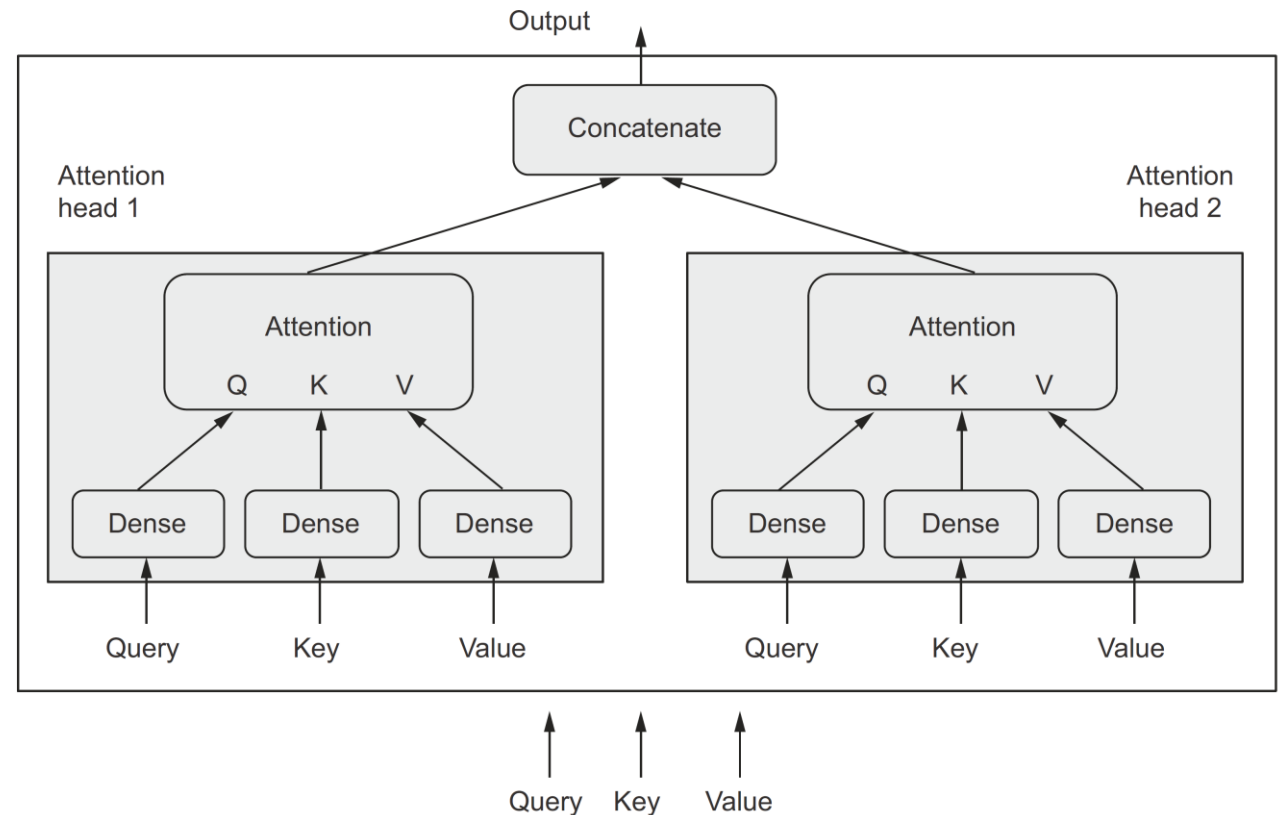 Output
Concatenate
Attention
head 1
Attention
head 2
Attention
Q K V
Attention
Q K V
Dense Dense Dense
Dense Dense Dense
Query Key Value
Query Key Value
Query Key Value